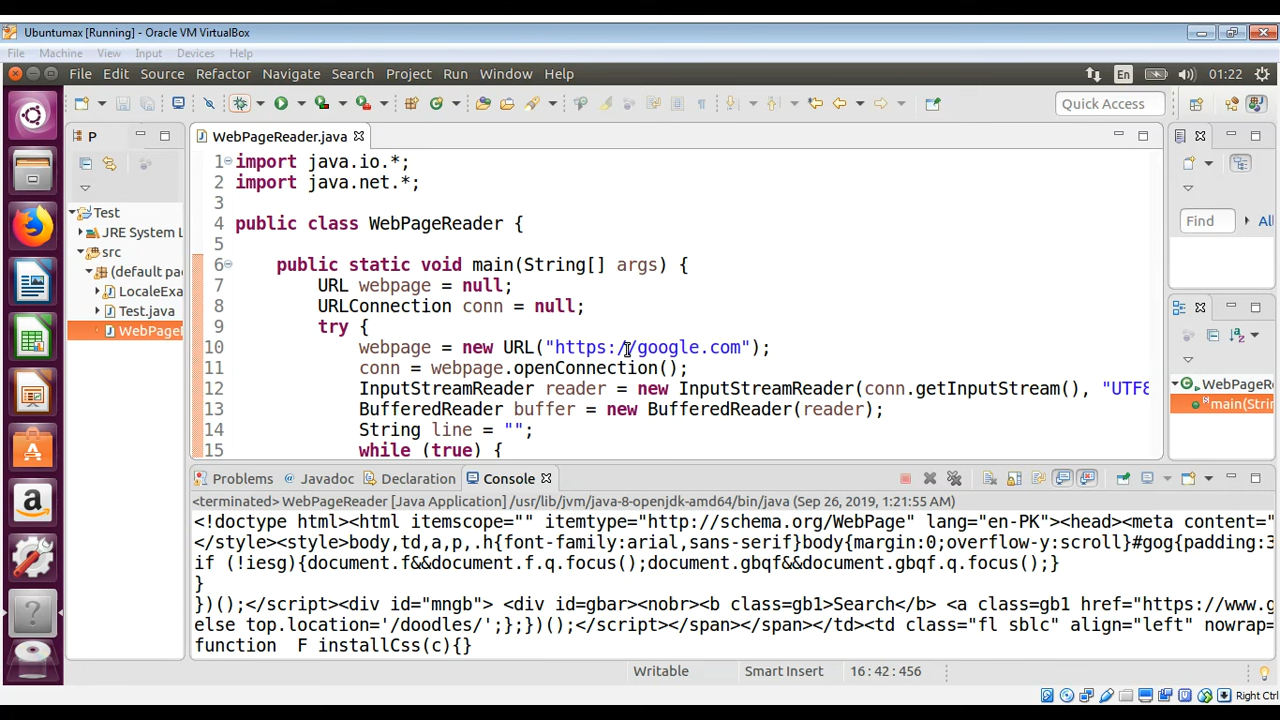 Ubuntumax [Running] - Oracle VM VirtualBox
File Machine View Input Devices Help
File Edit Source Refactor Navigate Search Project Run Window Help
En
01:22
Quick Access
P
WebPageReader.java
1 import java.io.*;
2 import java.net.*;
3
4 public class WebPageReader {
5
6 public static void main(String[] args) {
7 URL webpage = null;
8 URLConnection conn = null;
9 try {
10 webpage = new URL("https://google.com");
11 conn = webpage.openConnection();
12 InputStreamReader reader = new InputStreamReader(conn.getInputStream(), "UTF8
13 BufferedReader buffer = new BufferedReader(reader);
14 String line = "";
15 while (true) {
Test
JRE System L
src
(default pa
LocaleExa
Test.java
WebPageI
Find
Al
WebPageRe
main(Strin
Problems
Javadoc
Declaration
Console
<terminated> WebPageReader [Java Application] /usr/lib/jvm/java-8-openjdk-amd64/bin/java (Sep 26, 2019, 1:21:55 AM)
<!doctype html><html itemscope="" itemtype="http://schema.org/WebPage" lang="en-PK"><head><meta content="
</style><style>body,td,a,p,.h{font-family:arial,sans-serif}body{margin:0;overflow-y:scroll}#gog{padding:3
if (!iesg){document.f&&document.f.q.focus();document.gbqf&&document.gbqf.q.focus();}
}
})();</script><div id="mngb"> <div id=gbar><nobr><b class=gb1>Search</b> <a class=gb1 href="https://www.g
else top.location='/doodles/';};})();</script></span></span></td><td class="fl sblc" align="left" nowrap=
function _F_installCss(c){}
Writable
Smart Insert
16 : 42 : 456
Right Ctrl